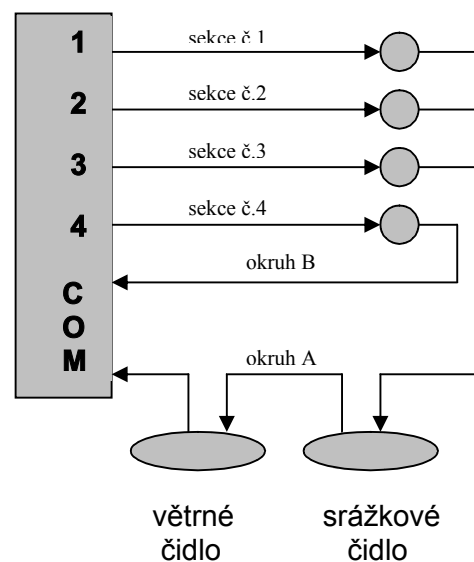 1
sekce č.1
2
sekce č.2
3
sekce č.3
4
sekce č.4
okruh B
C
O
M
okruh A
větrné
čidlo
srážkové
čidlo